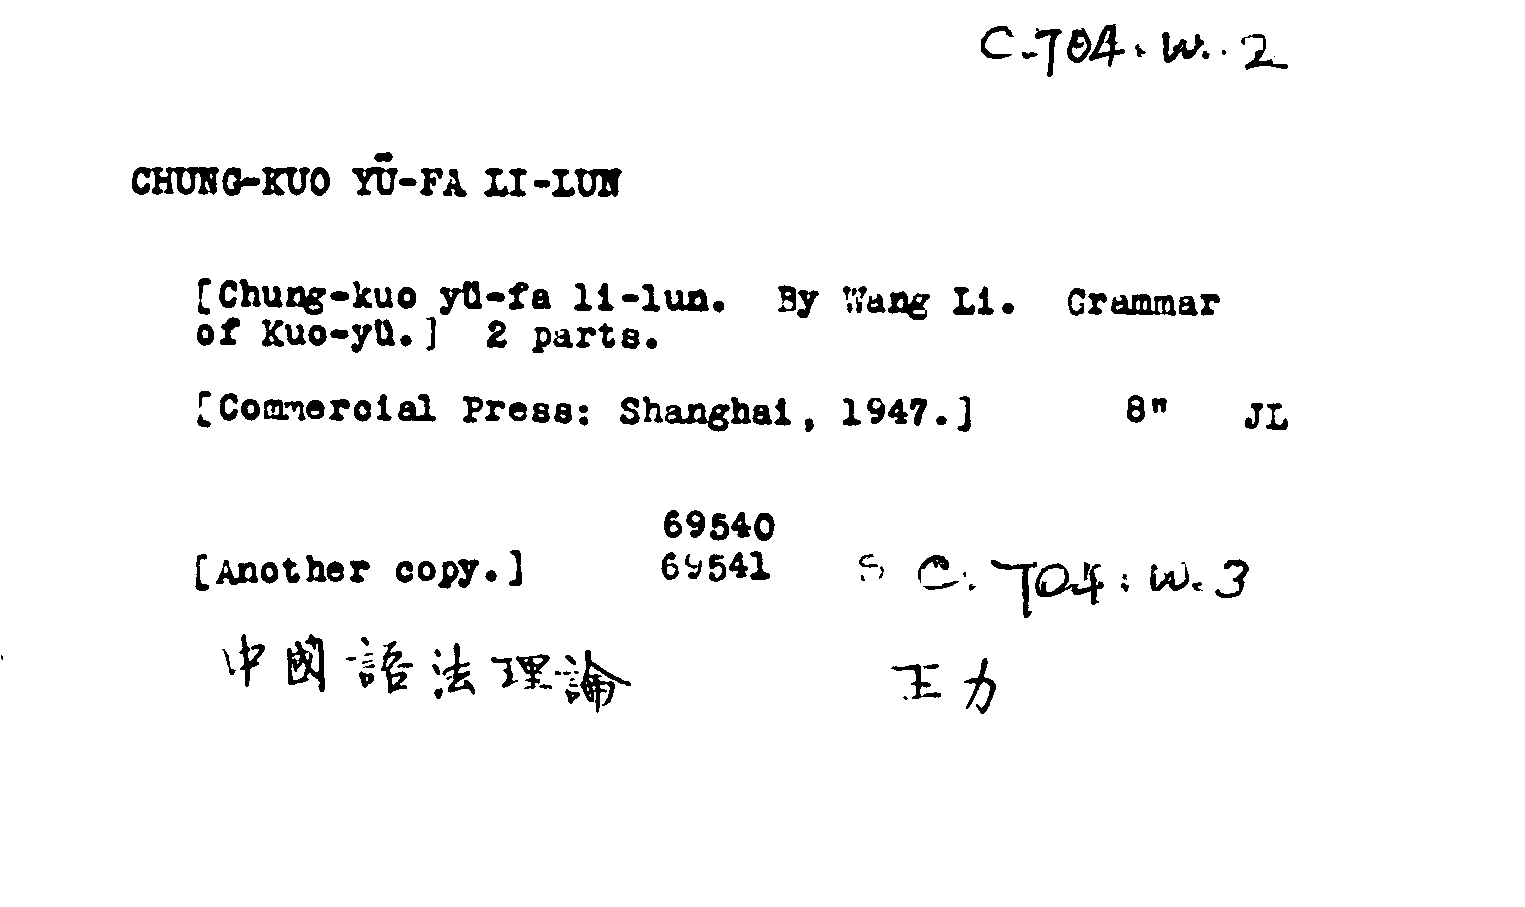 C.704.w.2
CHUNG-KUO YÜ-FA LI-LUN
[Chung-kuo yü-fa li-lun. By Wang Li. Grammar
of Kuo-yü.] 2 parts.
[Commercial Press: Shanghai, 1947.] 8" JL
69540
[Another copy.] 69541 S C.704.w.3
中國語法理論 王力